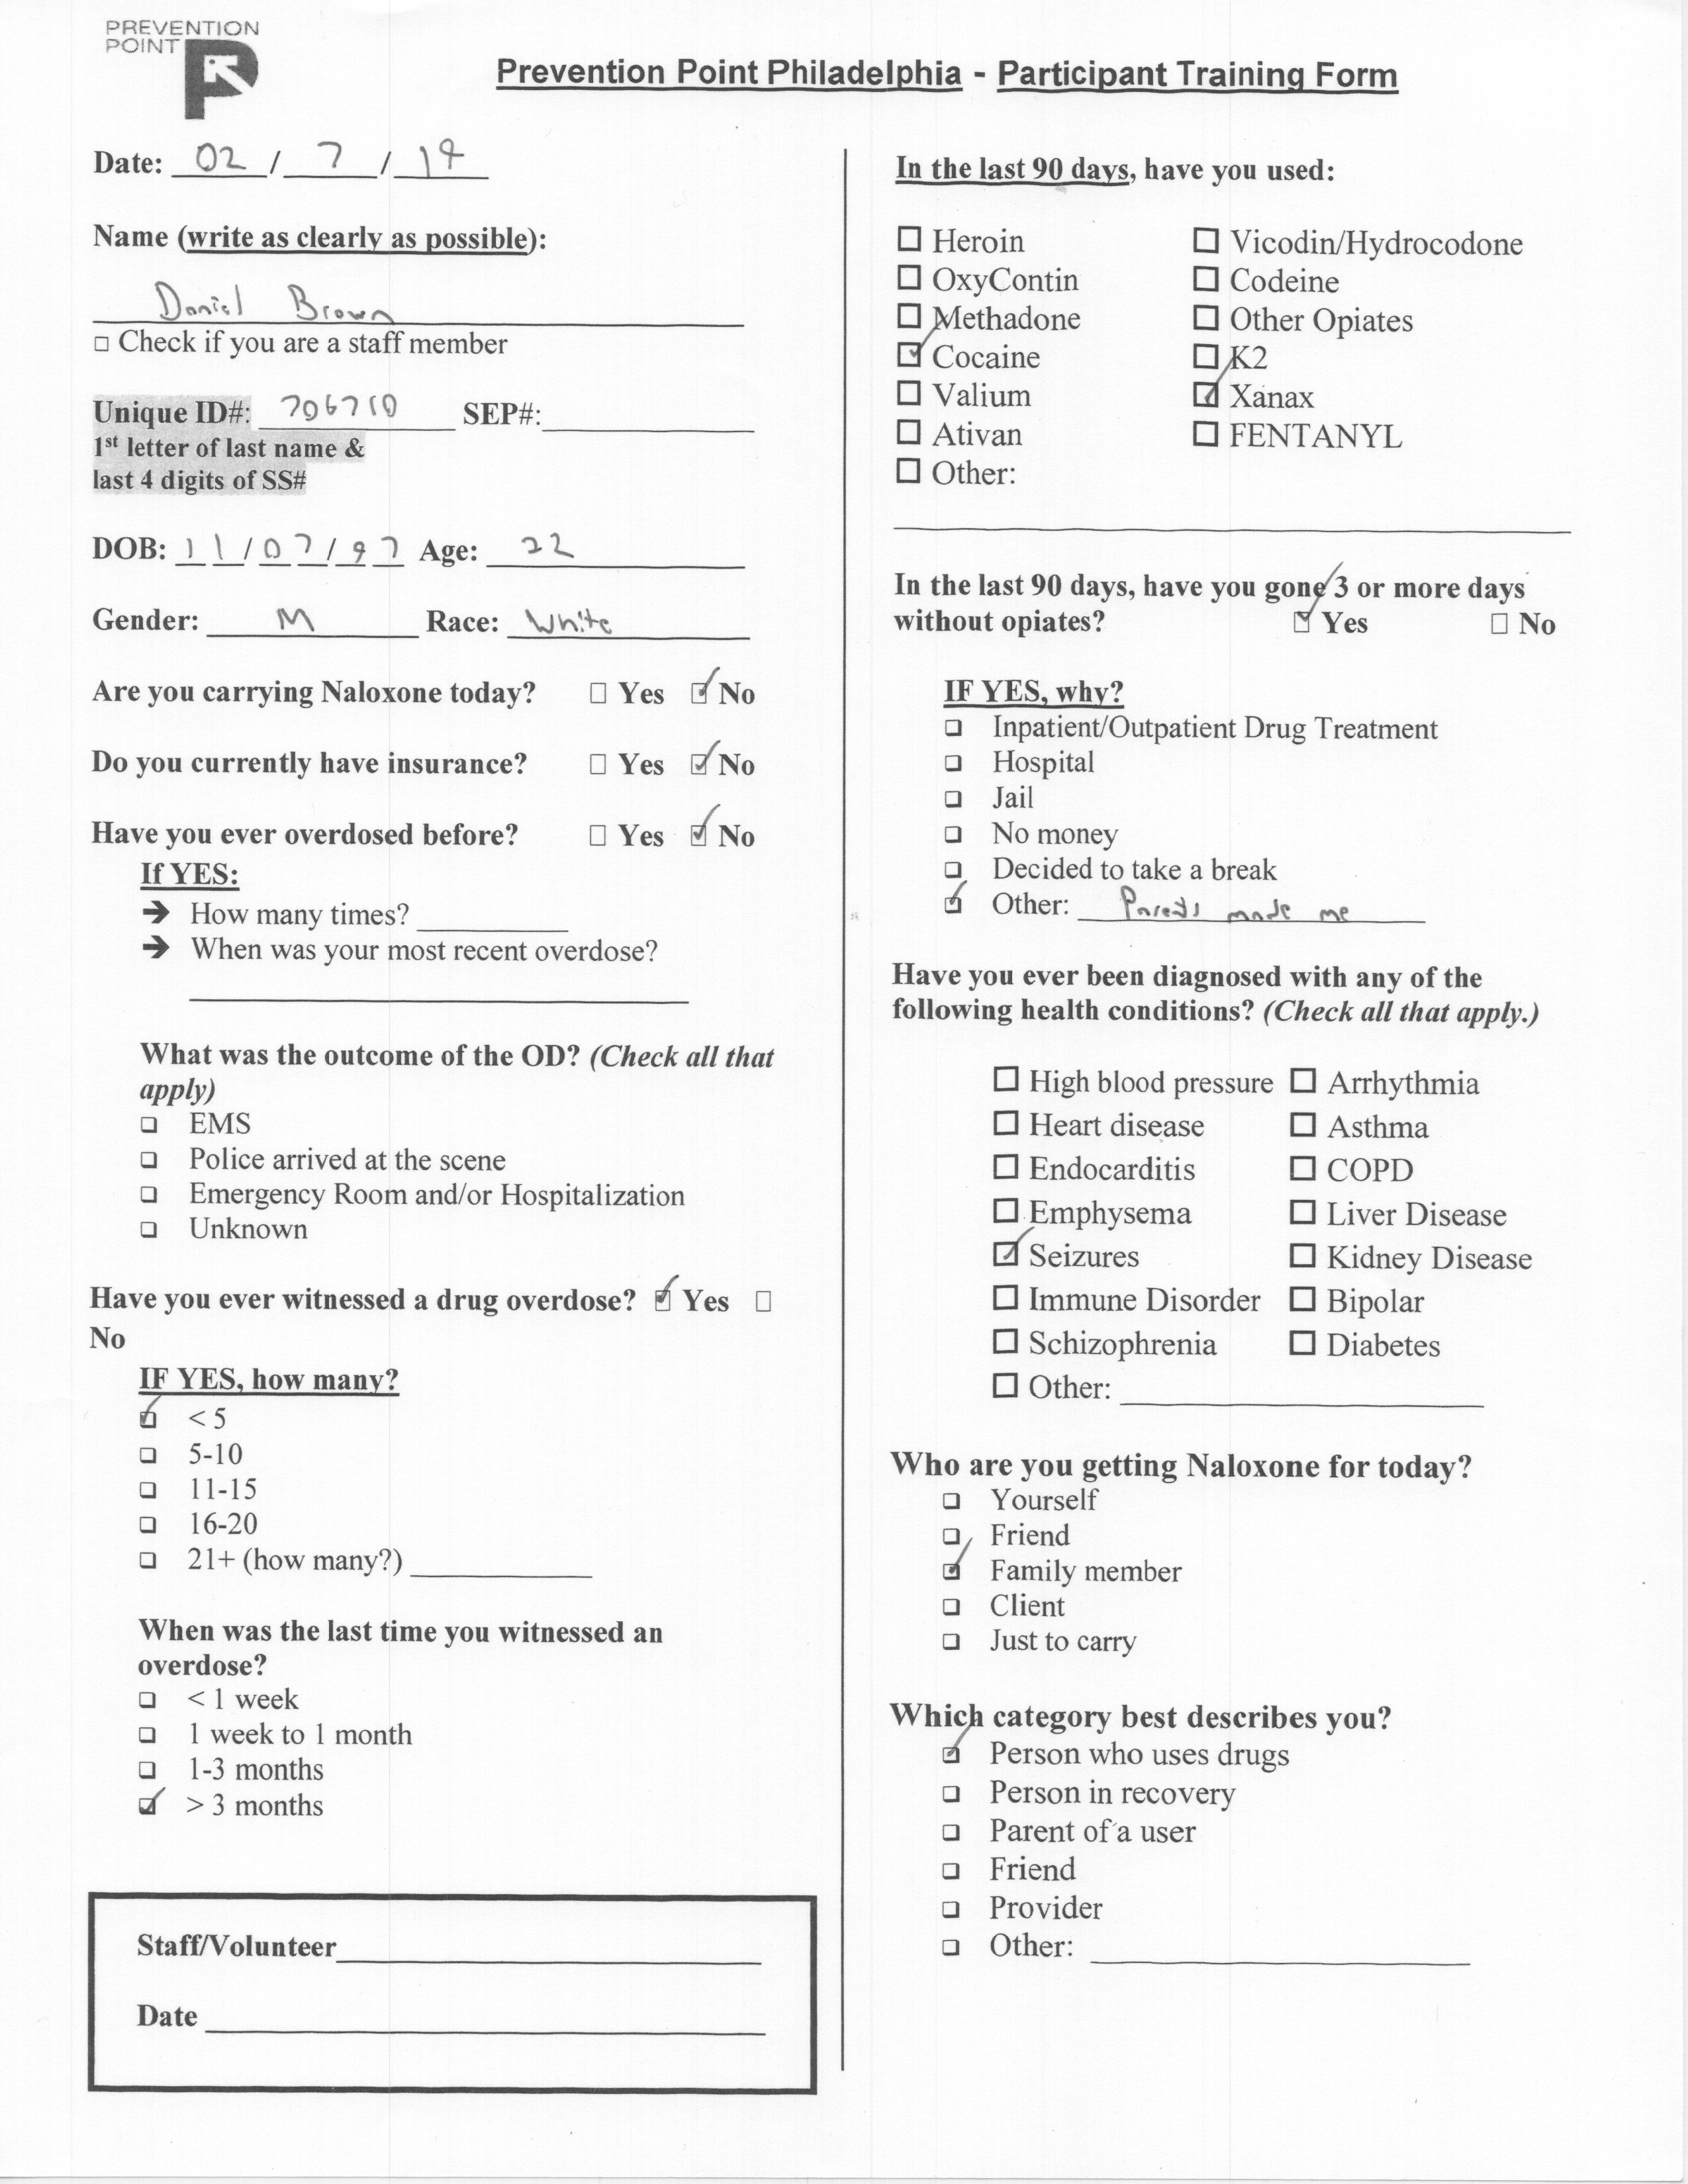 PREVENTION
POINT
Prevention Point Philadelphia - Participant Training Form
Date: 02 / 7 / 19
Name (write as clearly as possible):
Daniel Brown
□ Check if you are a staff member
Unique ID#: 706710 SEP#:
1st letter of last name &
last 4 digits of SS#
DOB: 11/07/97 Age: 22
Gender: M Race: White
Are you carrying Naloxone today? □ Yes ☑ No
Do you currently have insurance? □ Yes ☑ No
Have you ever overdosed before? □ Yes ☑ No
If YES:
➔ How many times?
➔ When was your most recent overdose?
What was the outcome of the OD? (Check all that
apply)
❑ EMS
❑ Police arrived at the scene
❑ Emergency Room and/or Hospitalization
❑ Unknown
Have you ever witnessed a drug overdose? ☑ Yes □
No
IF YES, how many?
☑ < 5
❑ 5-10
❑ 11-15
❑ 16-20
❑ 21+ (how many?)
When was the last time you witnessed an
overdose?
❑ < 1 week
❑ 1 week to 1 month
❑ 1-3 months
☑ > 3 months
Staff/Volunteer
Date
In the last 90 days, have you used:
□ Heroin □ Vicodin/Hydrocodone
□ OxyContin □ Codeine
□ Methadone □ Other Opiates
☑ Cocaine □ K2
□ Valium ☑ Xanax
□ Ativan □ FENTANYL
□ Other:
In the last 90 days, have you gone 3 or more days
without opiates? ☑ Yes □ No
IF YES, why?
❑ Inpatient/Outpatient Drug Treatment
❑ Hospital
❑ Jail
❑ No money
❑ Decided to take a break
☑ Other: Parents made me
Have you ever been diagnosed with any of the
following health conditions? (Check all that apply.)
□ High blood pressure □ Arrhythmia
□ Heart disease □ Asthma
□ Endocarditis □ COPD
□ Emphysema □ Liver Disease
☑ Seizures □ Kidney Disease
□ Immune Disorder □ Bipolar
□ Schizophrenia □ Diabetes
□ Other:
Who are you getting Naloxone for today?
❑ Yourself
❑ Friend
☑ Family member
❑ Client
❑ Just to carry
Which category best describes you?
☑ Person who uses drugs
❑ Person in recovery
❑ Parent of a user
❑ Friend
❑ Provider
❑ Other: